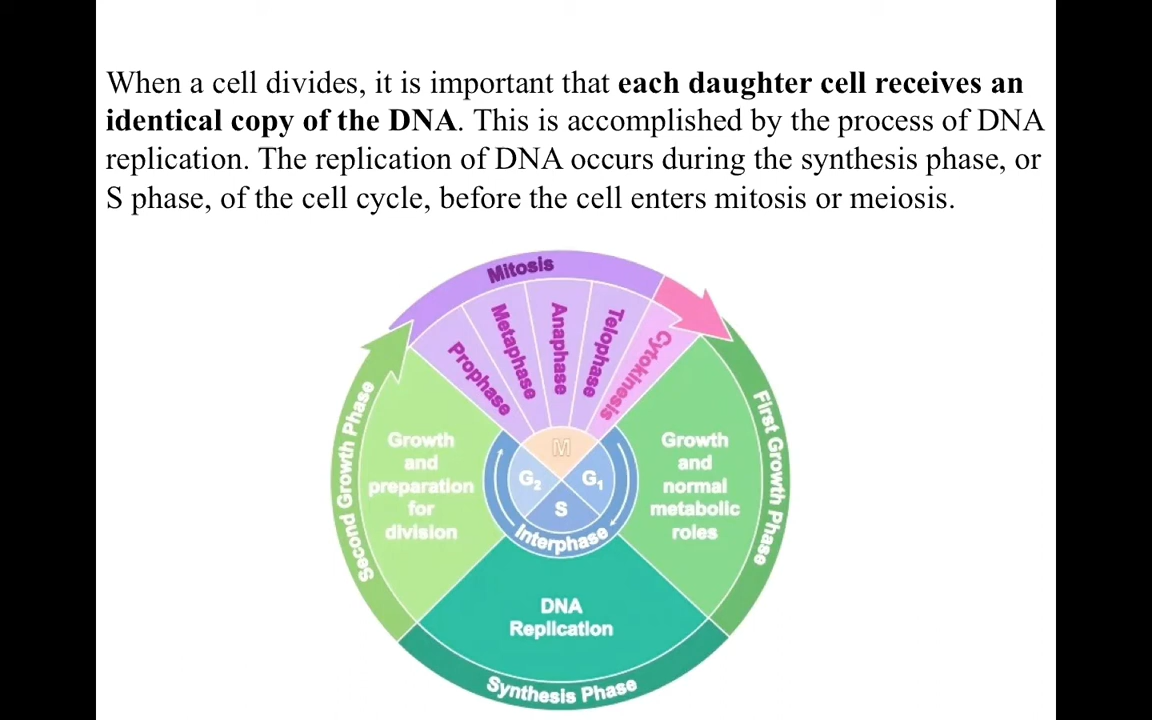 When a cell divides, it is important that each daughter cell receives an
identical copy of the DNA. This is accomplished by the process of DNA
replication. The replication of DNA occurs during the synthesis phase, or
S phase, of the cell cycle, before the cell enters mitosis or meiosis.
Mitosis
Prophase
Metaphase
Anaphase
Telophase
Cytokinesis
Second Growth Phase
Growth
and
preparation
for
division
M
G₂
G₁
S
Interphase
Growth
and
normal
metabolic
roles
First Growth Phase
DNA
Replication
Synthesis Phase